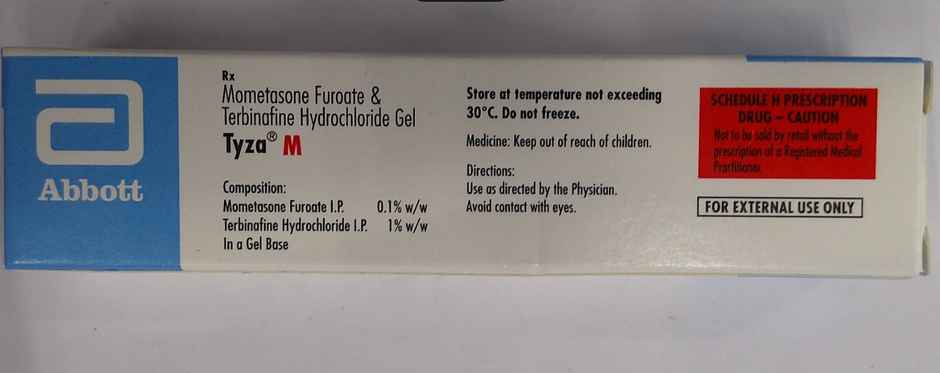 Abbott
Rx
Mometasone Furoate &
Terbinafine Hydrochloride Gel
Tyza® M
Composition:
Mometasone Furoate I.P. 0.1% w/w
Terbinafine Hydrochloride I.P. 1% w/w
In a Gel Base
Store at temperature not exceeding
30°C. Do not freeze.
Medicine: Keep out of reach of children.
Directions:
Use as directed by the Physician.
Avoid contact with eyes.
SCHEDULE H PRESCRIPTION
DRUG – CAUTION
Not to be sold by retail without the
prescription of a Registered Medical
Practitioner.
FOR EXTERNAL USE ONLY